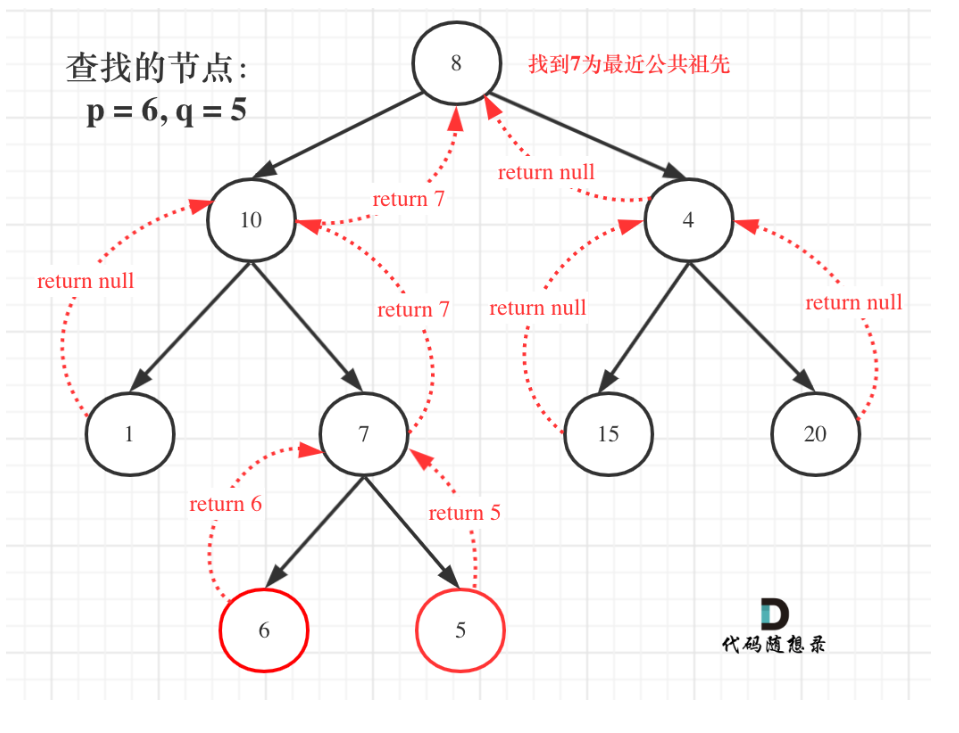 查找的节点:
p = 6, q = 5
8
找到7为最近公共祖先
return 7
return null
10
4
return null
return 7
return null
return null
1
7
15
20
return 6
return 5
6
5
代码随想录